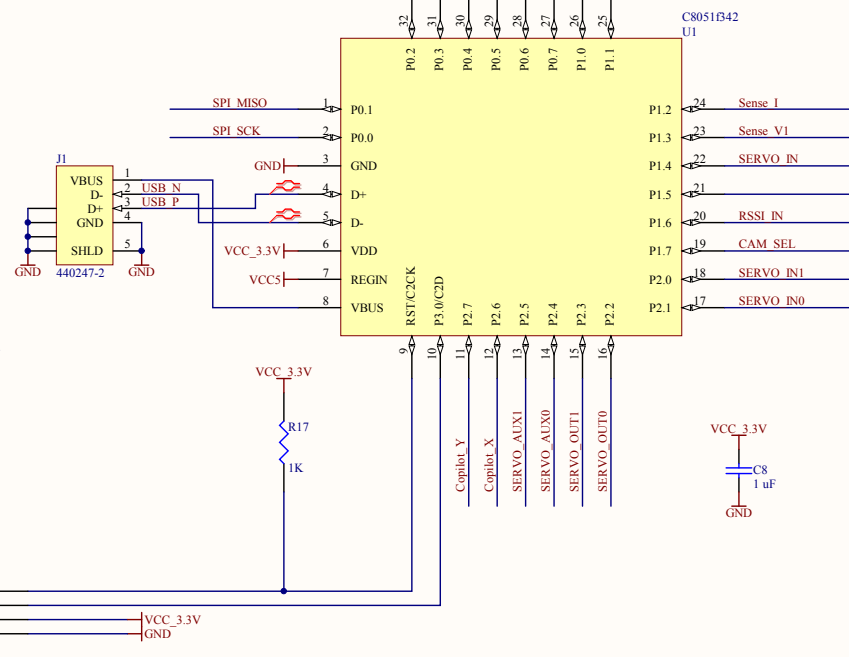 C8051f342
U1
32
31
30
29
28
27
26
25
P0.2
P0.3
P0.4
P0.5
P0.6
P0.7
P1.0
P1.1
SPI_MISO
1
P0.1
P1.2
24
Sense_I
SPI_SCK
2
P0.0
P1.3
23
Sense_V1
GND
3
GND
P1.4
22
SERVO_IN
4
D+
P1.5
21
5
D-
P1.6
20
RSSI_IN
VCC_3.3V
6
VDD
P1.7
19
CAM_SEL
VCC5
7
REGIN
P2.0
18
SERVO_IN1
8
VBUS
P2.1
17
SERVO_IN0
J1
VBUS
1
D-
2
USB_N
D+
3
USB_P
GND
4
SHLD
5
GND
440247-2
GND
RST/C2CK
P3.0/C2D
P2.7
P2.6
P2.5
P2.4
P2.3
P2.2
9
10
11
12
13
14
15
16
Copilot_Y
Copilot_X
SERVO_AUX1
SERVO_AUX0
SERVO_OUT1
SERVO_OUT0
VCC_3.3V
R17
1K
VCC_3.3V
C8
1 uF
GND
VCC_3.3V
GND